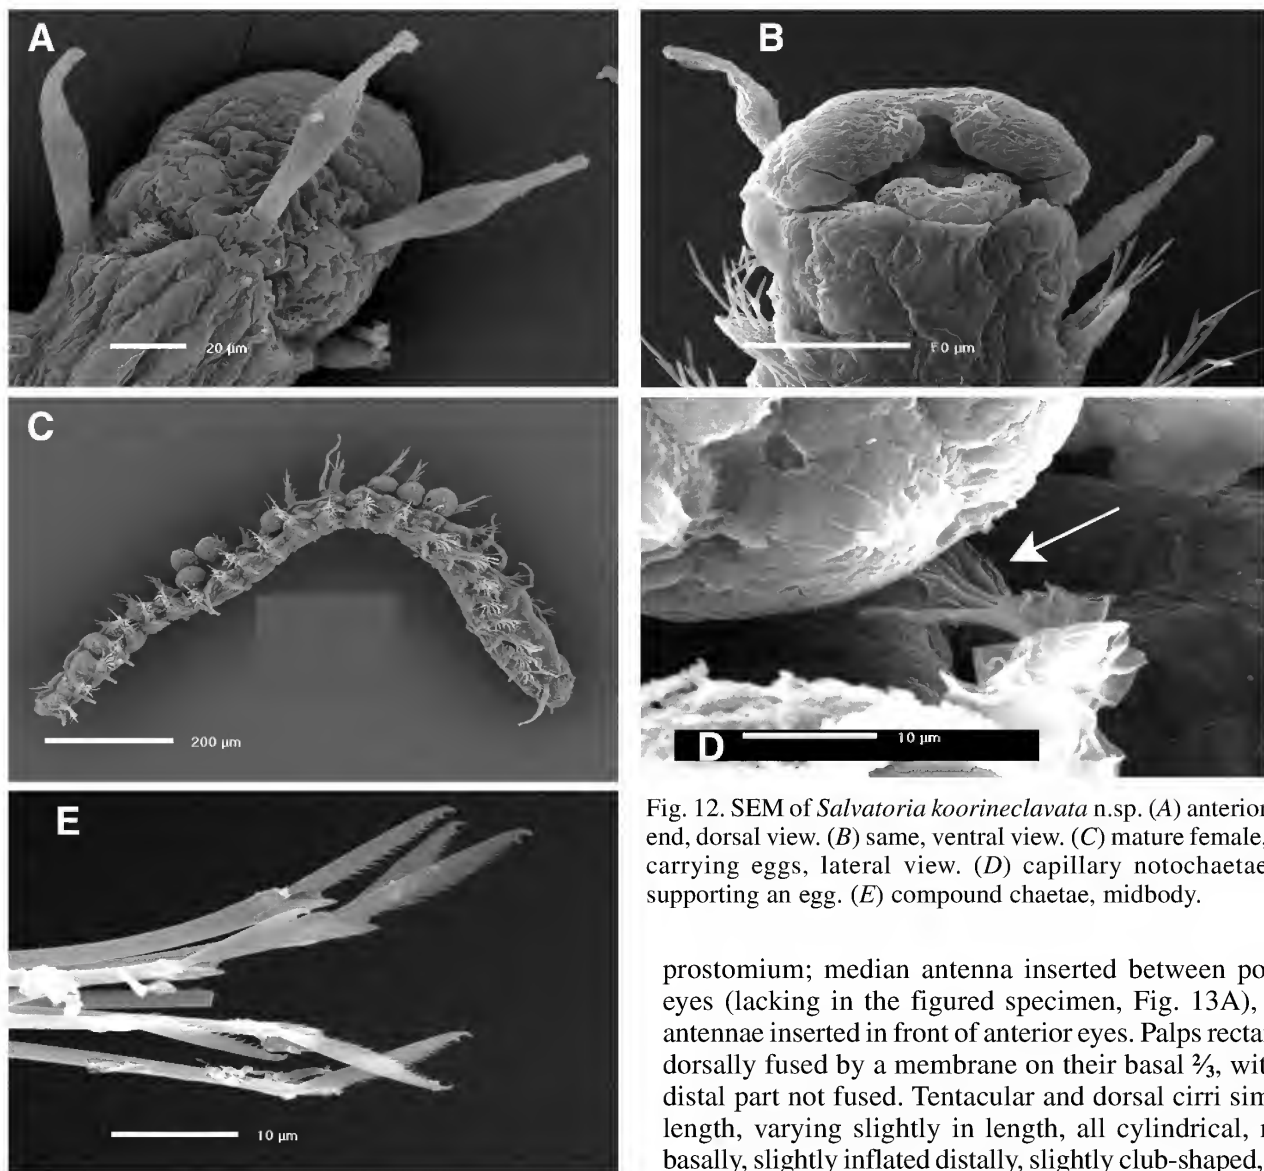 A
20 µm
B
50 µm
C
200 µm
D
10 µm
E
10 µm
Fig. 12. SEM of Salvatoria koorineclavata n.sp. (A) anterior
end, dorsal view. (B) same, ventral view. (C) mature female,
carrying eggs, lateral view. (D) capillary notochaetae
supporting an egg. (E) compound chaetae, midbody.
prostomium; median antenna inserted between
eyes (lacking in the figured specimen, Fig. 13A),
antennae inserted in front of anterior eyes. Palps
dorsally fused by a membrane on their basal ⅔,
distal part not fused. Tentacular and dorsal cirri
length, varying slightly in length, all cylindrical,
basally, slightly inflated distally, slightly club-shaped,